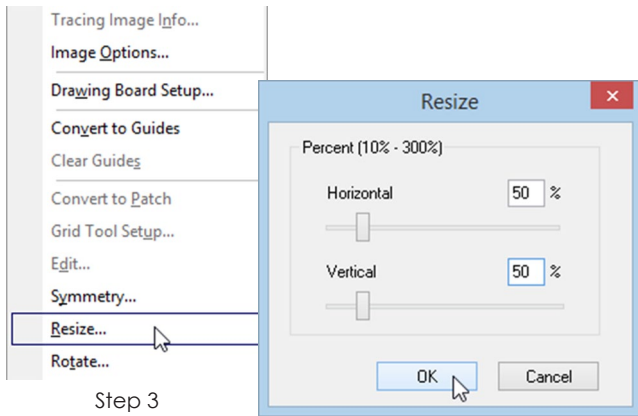 Tracing Image Info...
Image Options...
Drawing Board Setup...
Convert to Guides
Clear Guides
Convert to Patch
Grid Tool Setup...
Edit...
Symmetry...
Resize...
Rotate...
Step 3
Resize
Percent (10% - 300%)
Horizontal 50 %
Vertical 50 %
OK Cancel